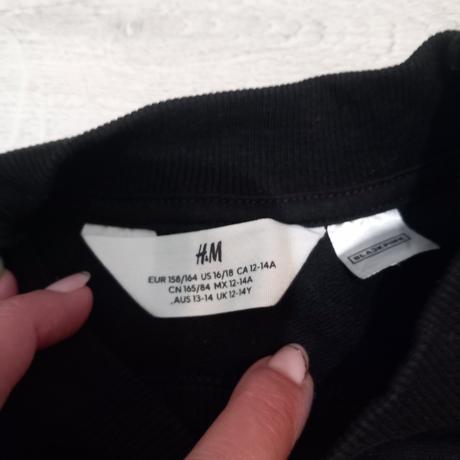 H&M
EUR 158/164 US 16/18 CA 12-14A
CN 165/84 MX 12-14A
AUS 13-14 UK 12-14Y
BLACKPINK